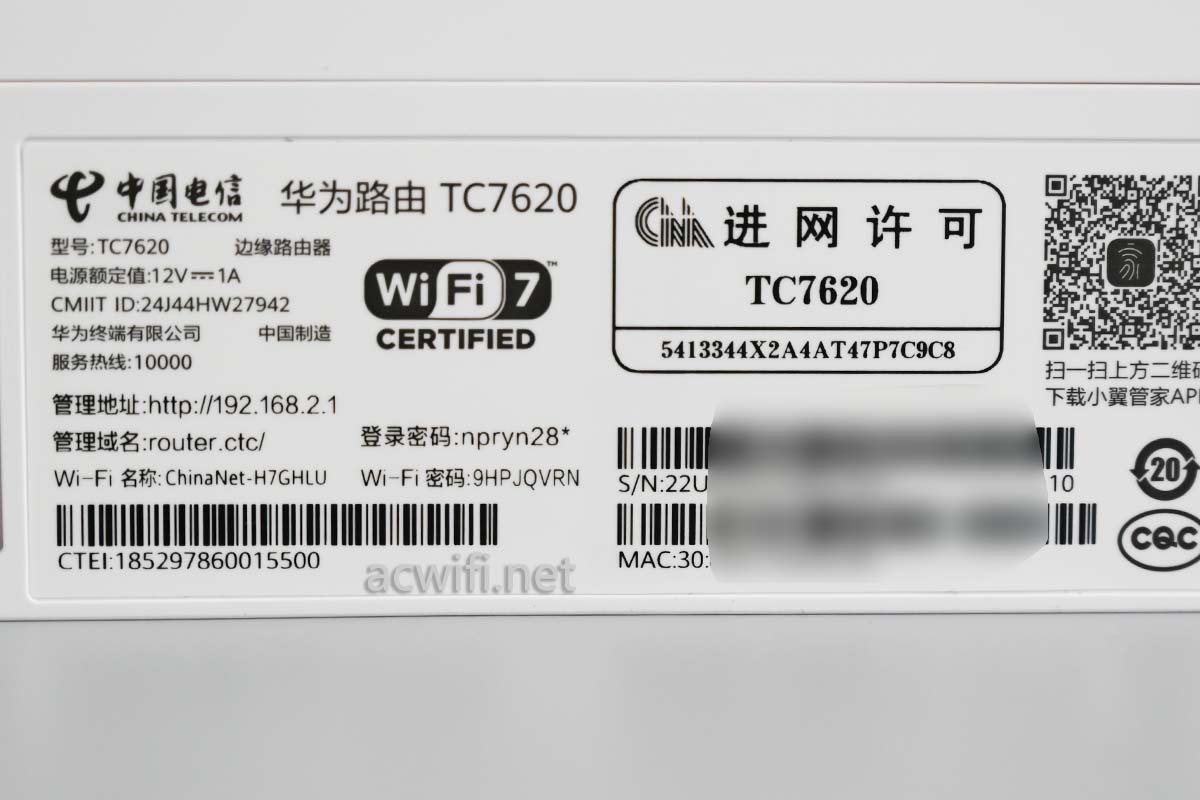 中国电信
CHINA TELECOM
华为路由 TC7620
型号:TC7620 边缘路由器
电源额定值:12V⎓1A
CMIIT ID:24J44HW27942
华为终端有限公司 中国制造
服务热线:10000
Wi Fi 7™
CERTIFIED
管理地址:http://192.168.2.1
管理域名:router.ctc/
登录密码:npryn28*
Wi-Fi 名称:ChinaNet-H7GHLU
Wi-Fi 密码:9HPJQVRN
CTEI:185297860015500
CNA 进网许可
TC7620
5413344X2A4AT47P7C9C8
S/N:22U 10
MAC:30:
扫一扫上方二维码
下载小翼管家AP
20
CQC
acwifi.net